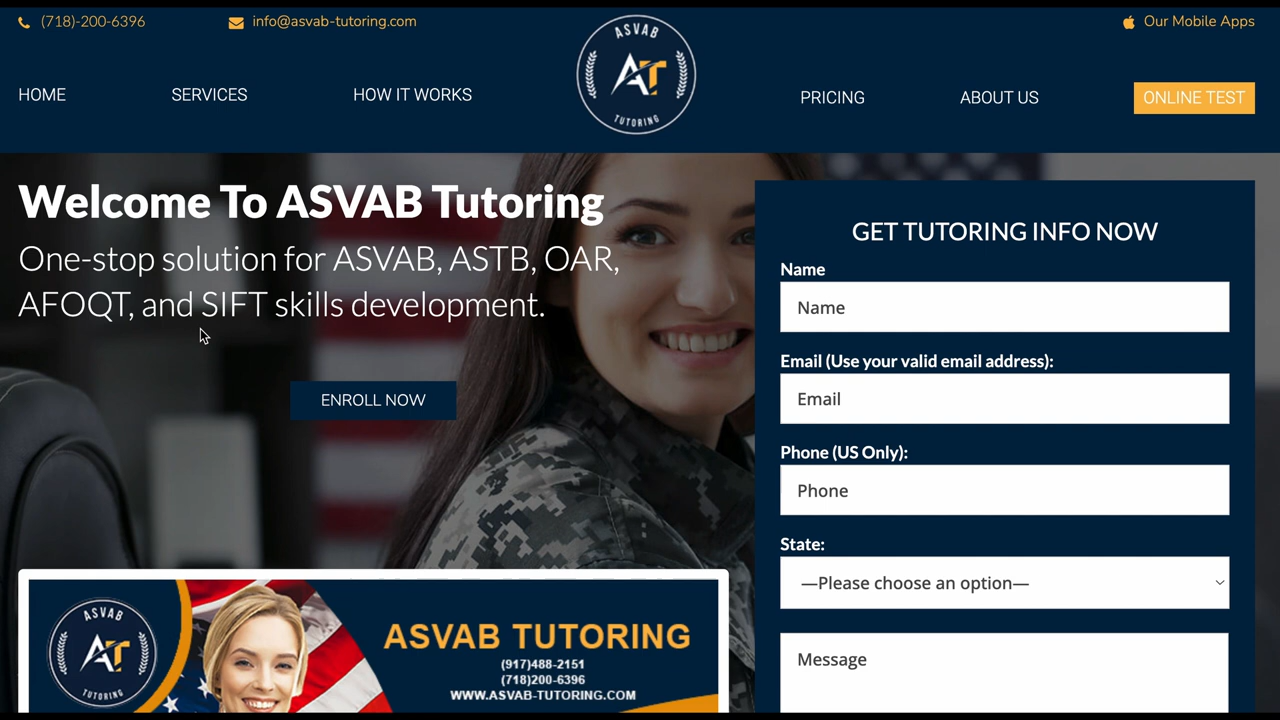 (718)-200-6396
info@asvab-tutoring.com
Our Mobile Apps
HOME
SERVICES
HOW IT WORKS
ASVAB
AT
TUTORING
PRICING
ABOUT US
ONLINE TEST
Welcome To ASVAB Tutoring
One-stop solution for ASVAB, ASTB, OAR,
AFOQT, and SIFT skills development.
ENROLL NOW
GET TUTORING INFO NOW
Name
Name
Email (Use your valid email address):
Email
Phone (US Only):
Phone
State:
—Please choose an option—
Message
ASVAB
AT
TUTORING
ASVAB TUTORING
(917)488-2151
(718)200-6396
WWW.ASVAB-TUTORING.COM